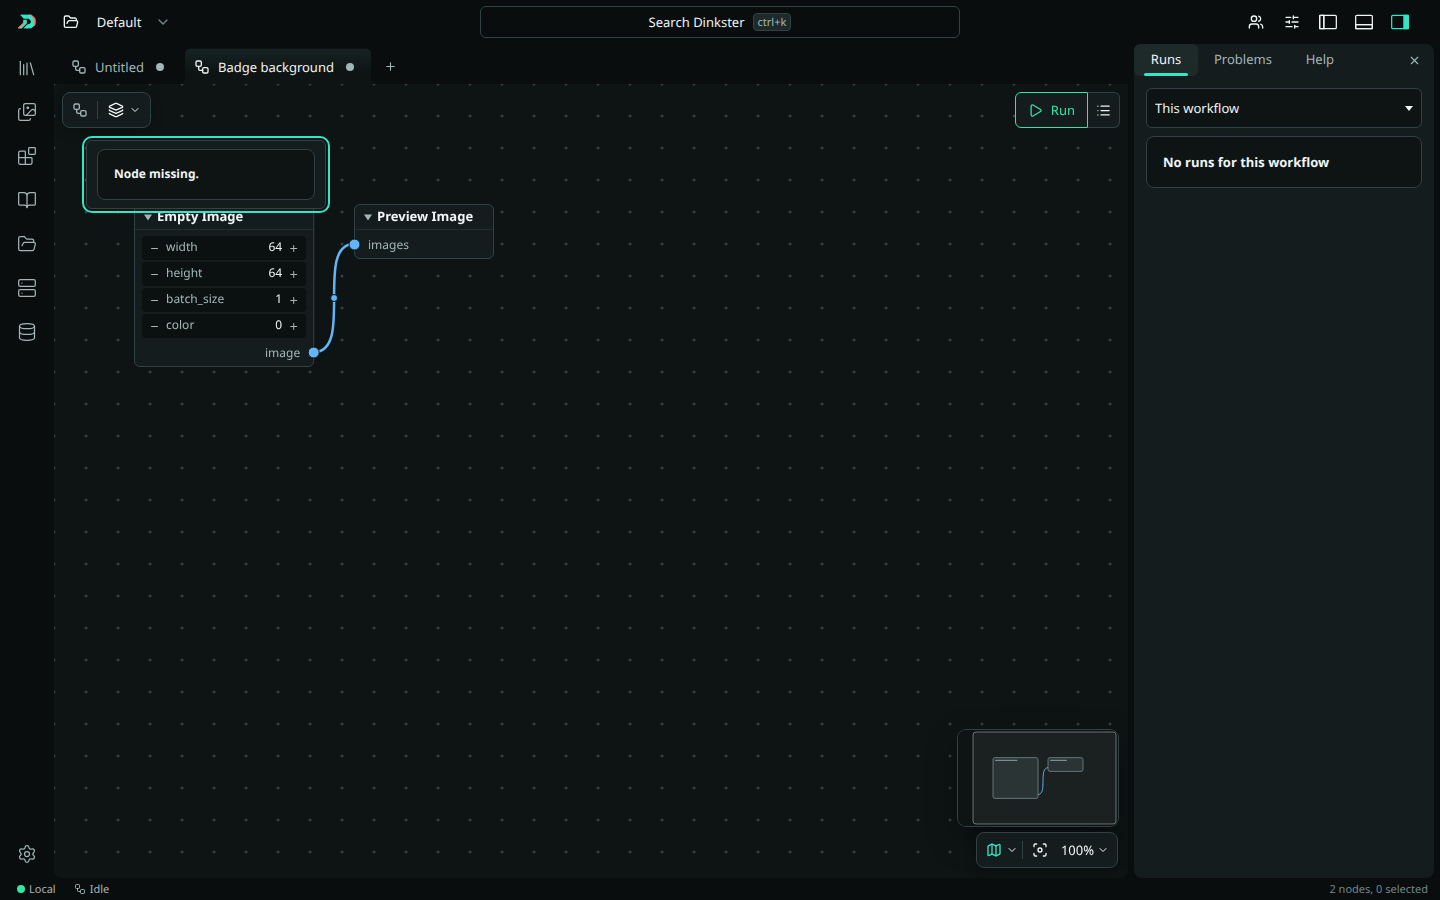 Default
Search Dinkster ctrl+k
Untitled
Badge background
Runs
Problems
Help
This workflow
Run
No runs for this workflow
Node missing.
Empty Image
width 64
height 64
batch_size 1
color 0
image
Preview Image
images
100%
Local
Idle
2 nodes, 0 selected